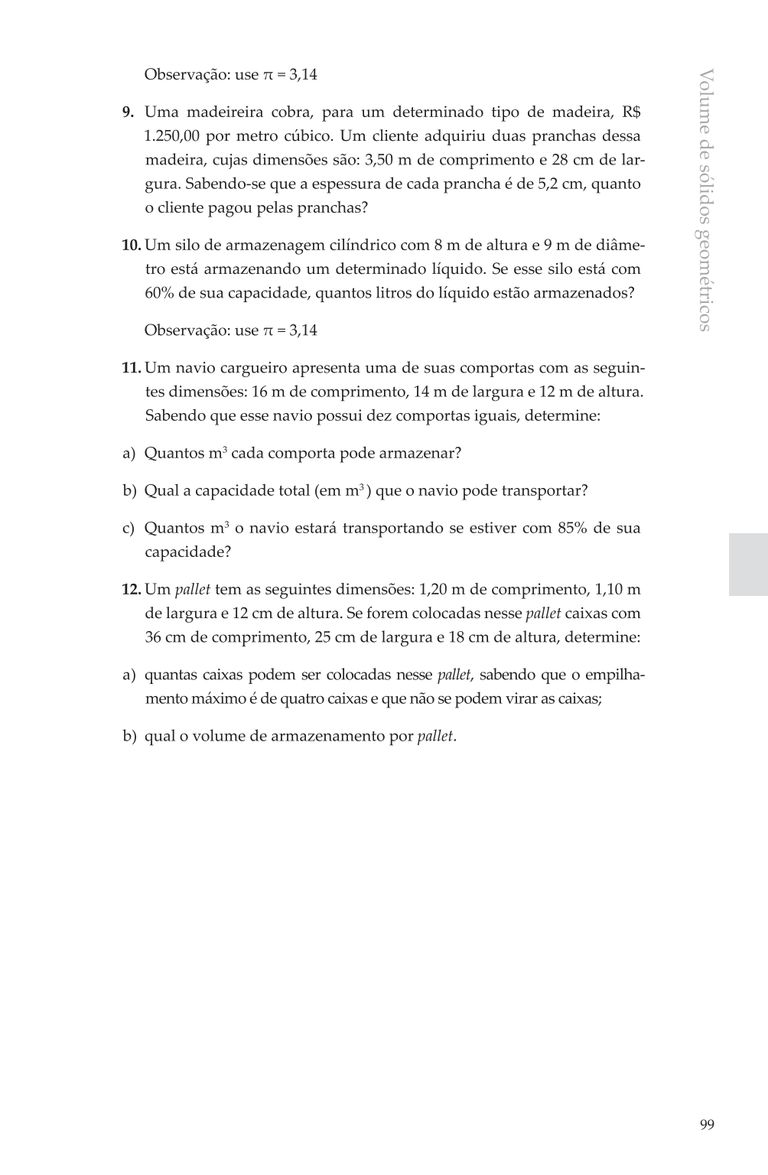 Observação: use π = 3,14
9. Uma madeireira cobra, para um determinado tipo de madeira, R$
1.250,00 por metro cúbico. Um cliente adquiriu duas pranchas dessa
madeira, cujas dimensões são: 3,50 m de comprimento e 28 cm de lar-
gura. Sabendo-se que a espessura de cada prancha é de 5,2 cm, quanto
o cliente pagou pelas pranchas?
10. Um silo de armazenagem cilíndrico com 8 m de altura e 9 m de diâme-
tro está armazenando um determinado líquido. Se esse silo está com
60% de sua capacidade, quantos litros do líquido estão armazenados?
Observação: use π = 3,14
11. Um navio cargueiro apresenta uma de suas comportas com as seguin-
tes dimensões: 16 m de comprimento, 14 m de largura e 12 m de altura.
Sabendo que esse navio possui dez comportas iguais, determine:
a) Quantos m³ cada comporta pode armazenar?
b) Qual a capacidade total (em m³ ) que o navio pode transportar?
c) Quantos m³ o navio estará transportando se estiver com 85% de sua
capacidade?
12. Um pallet tem as seguintes dimensões: 1,20 m de comprimento, 1,10 m
de largura e 12 cm de altura. Se forem colocadas nesse pallet caixas com
36 cm de comprimento, 25 cm de largura e 18 cm de altura, determine:
a) quantas caixas podem ser colocadas nesse pallet, sabendo que o empilha-
mento máximo é de quatro caixas e que não se podem virar as caixas;
b) qual o volume de armazenamento por pallet.
Volume de sólidos geométricos
99